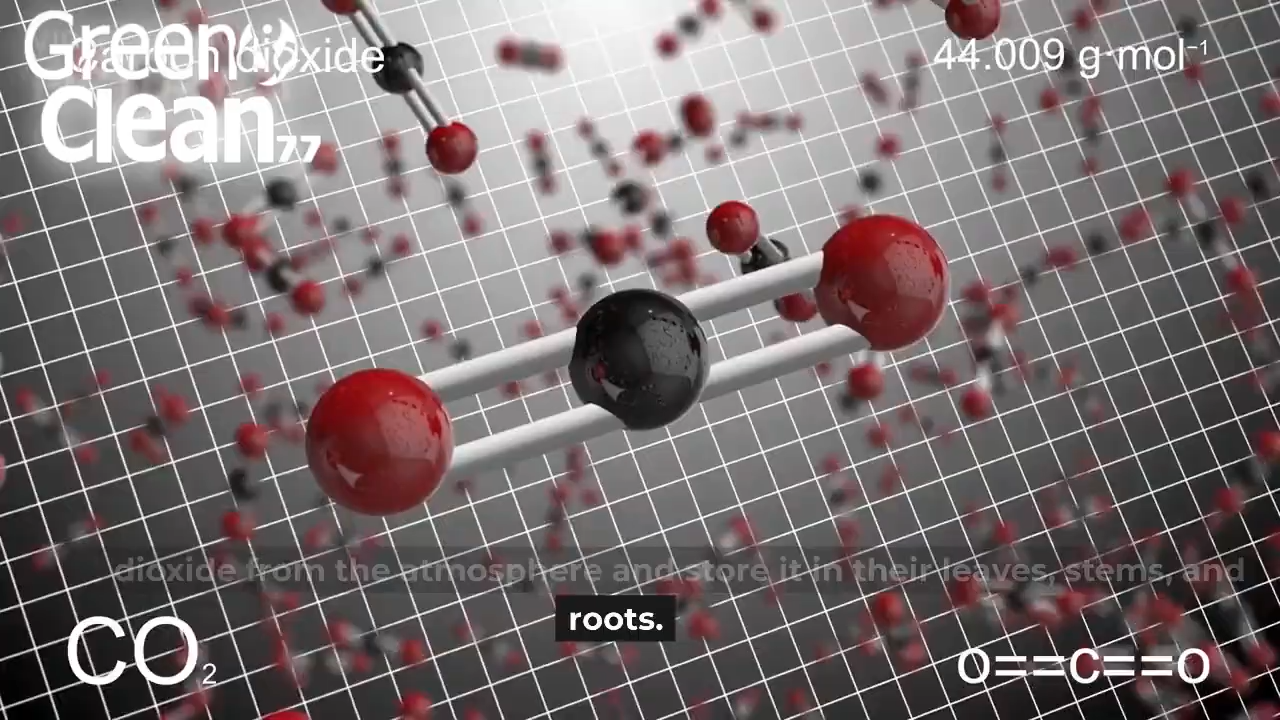 Green
Carbon dioxide
Clean77
44.009 g·mol⁻¹
dioxide from the atmosphere and store it in their leaves, stems, and
roots.
CO₂
O==C==O